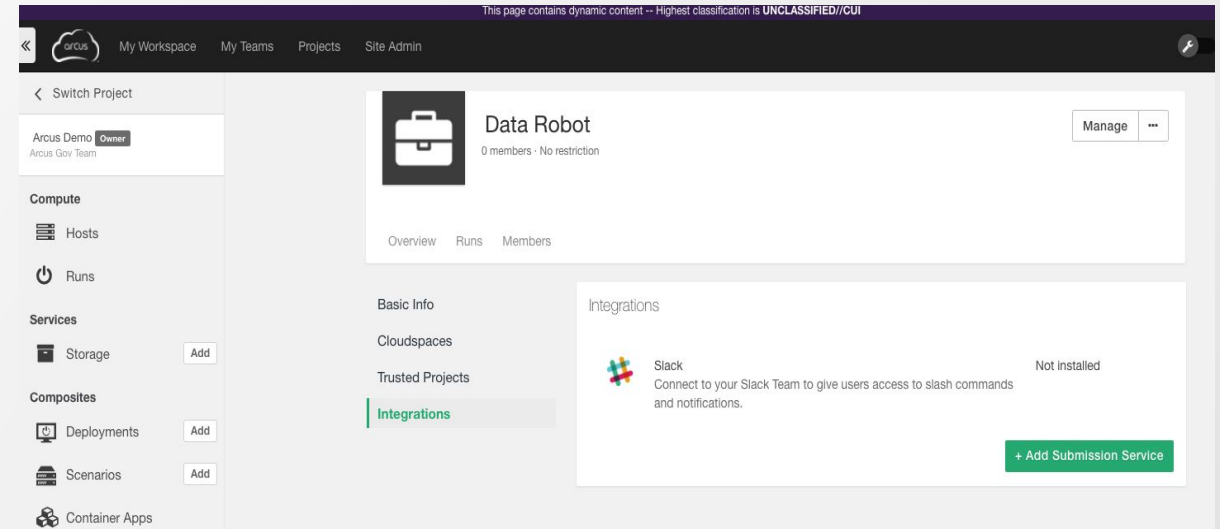 This page contains dynamic content -- Highest classification is UNCLASSIFIED//CUI
« arcus My Workspace My Teams Projects Site Admin
Switch Project
Arcus Demo Owner
Arcus Gov Team
Compute
Hosts
Runs
Services
Storage Add
Composites
Deployments Add
Scenarios Add
Container Apps
Data Robot
0 members · No restriction
Manage ···
Overview Runs Members
Basic Info
Cloudspaces
Trusted Projects
Integrations
Integrations
Slack Not installed
Connect to your Slack Team to give users access to slash commands
and notifications.
+ Add Submission Service